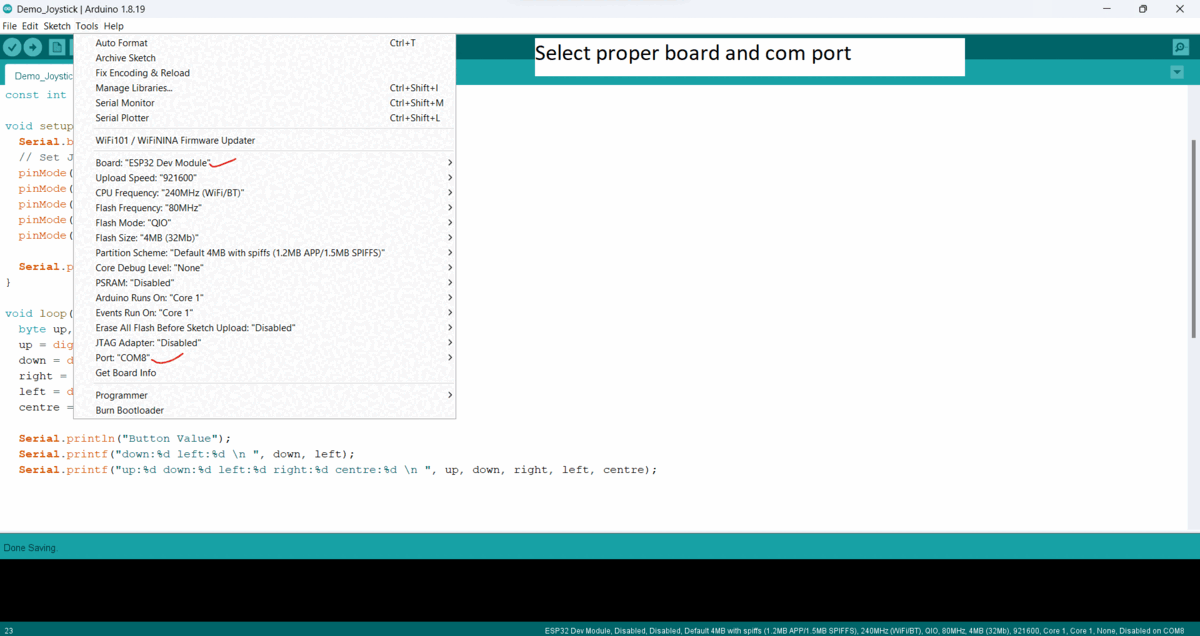 Demo_Joystick | Arduino 1.8.19
File Edit Sketch Tools Help
Select proper board and com port
Demo_Joystic
Auto Format Ctrl+T
Archive Sketch
Fix Encoding & Reload
Manage Libraries... Ctrl+Shift+I
Serial Monitor Ctrl+Shift+M
Serial Plotter Ctrl+Shift+L
WiFi101 / WiFiNINA Firmware Updater
Board: "ESP32 Dev Module"
Upload Speed: "921600"
CPU Frequency: "240MHz (WiFi/BT)"
Flash Frequency: "80MHz"
Flash Mode: "QIO"
Flash Size: "4MB (32Mb)"
Partition Scheme: "Default 4MB with spiffs (1.2MB APP/1.5MB SPIFFS)"
Core Debug Level: "None"
PSRAM: "Disabled"
Arduino Runs On: "Core 1"
Events Run On: "Core 1"
Erase All Flash Before Sketch Upload: "Disabled"
JTAG Adapter: "Disabled"
Port: "COM8"
Get Board Info
Programmer
Burn Bootloader
const int
void setup
Serial.b
// Set J
pinMode(
pinMode(
pinMode(
pinMode(
pinMode(
Serial.p
}
void loop(
byte up,
up = dig
down = d
right =
left = d
centre =
Serial.println("Button Value");
Serial.printf("down:%d left:%d \n ", down, left);
Serial.printf("up:%d down:%d left:%d right:%d centre:%d \n ", up, down, right, left, centre);
Done Saving.
23 ESP32 Dev Module, Disabled, Disabled, Default 4MB with spiffs (1.2MB APP/1.5MB SPIFFS), 240MHz (WiFi/BT), QIO, 80MHz, 4MB (32Mb), 921600, Core 1, Core 1, None, Disabled on COM8